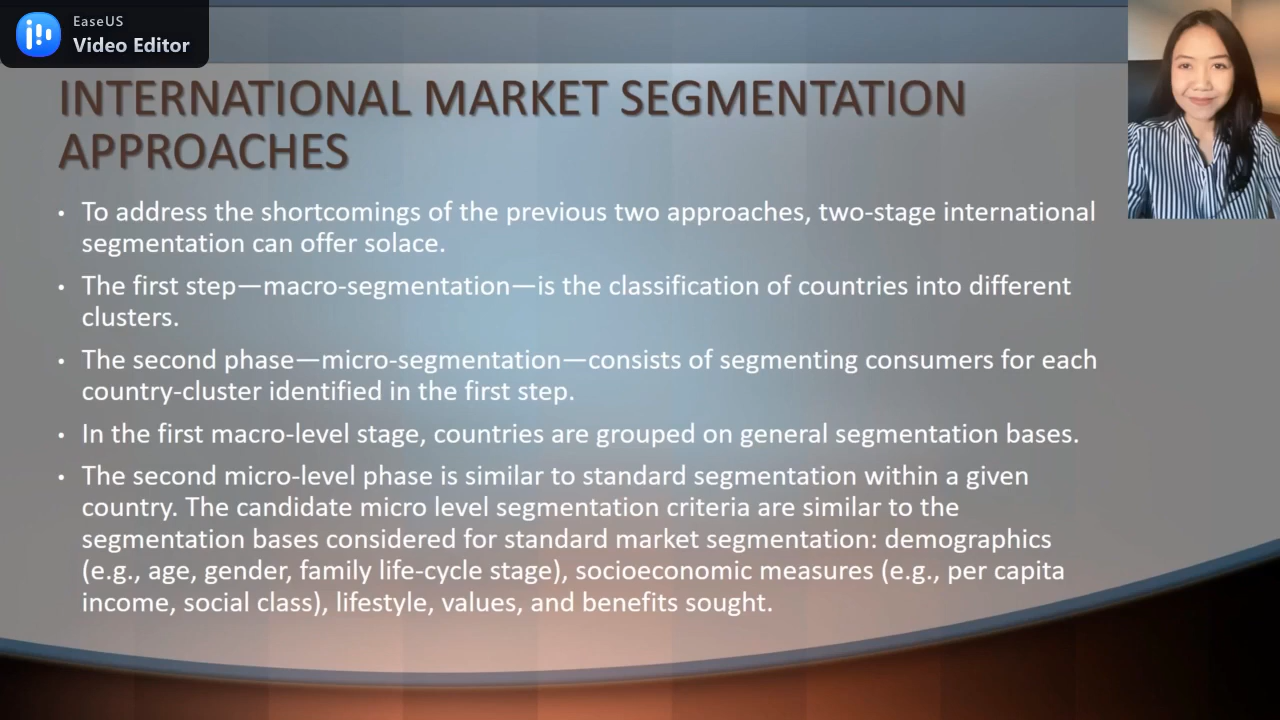 EaseUS
Video Editor
INTERNATIONAL MARKET SEGMENTATION
APPROACHES
• To address the shortcomings of the previous two approaches, two-stage international
segmentation can offer solace.
• The first step—macro-segmentation—is the classification of countries into different
clusters.
• The second phase—micro-segmentation—consists of segmenting consumers for each
country-cluster identified in the first step.
• In the first macro-level stage, countries are grouped on general segmentation bases.
• The second micro-level phase is similar to standard segmentation within a given
country. The candidate micro level segmentation criteria are similar to the
segmentation bases considered for standard market segmentation: demographics
(e.g., age, gender, family life-cycle stage), socioeconomic measures (e.g., per capita
income, social class), lifestyle, values, and benefits sought.